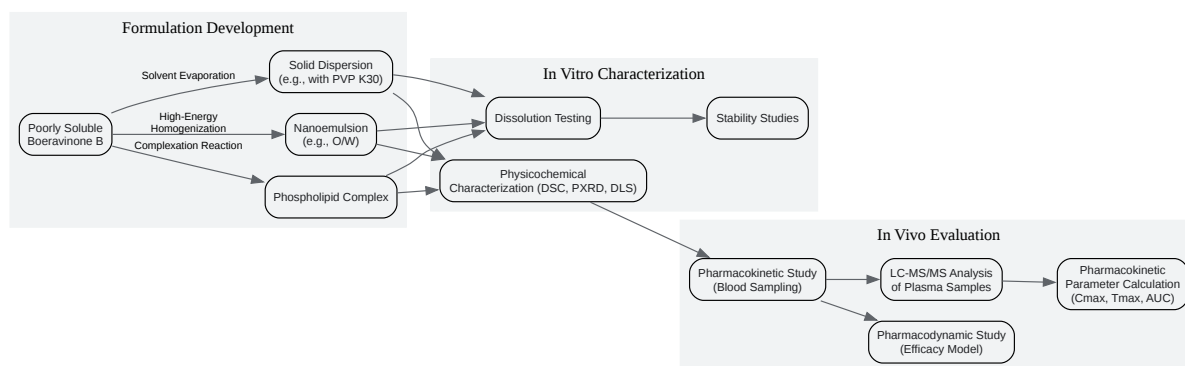 Formulation Development
Solvent Evaporation
Solid Dispersion
(e.g., with PVP K30)
Poorly Soluble
Boeravinone B
High-Energy
Homogenization
Nanoemulsion
(e.g., O/W)
Complexation Reaction
Phospholipid Complex
In Vitro Characterization
Dissolution Testing
Stability Studies
Physicochemical
Characterization (DSC, PXRD, DLS)
In Vivo Evaluation
Pharmacokinetic Study
(Blood Sampling)
LC-MS/MS Analysis
of Plasma Samples
Pharmacokinetic
Parameter Calculation
(Cmax, Tmax, AUC)
Pharmacodynamic Study
(Efficacy Model)